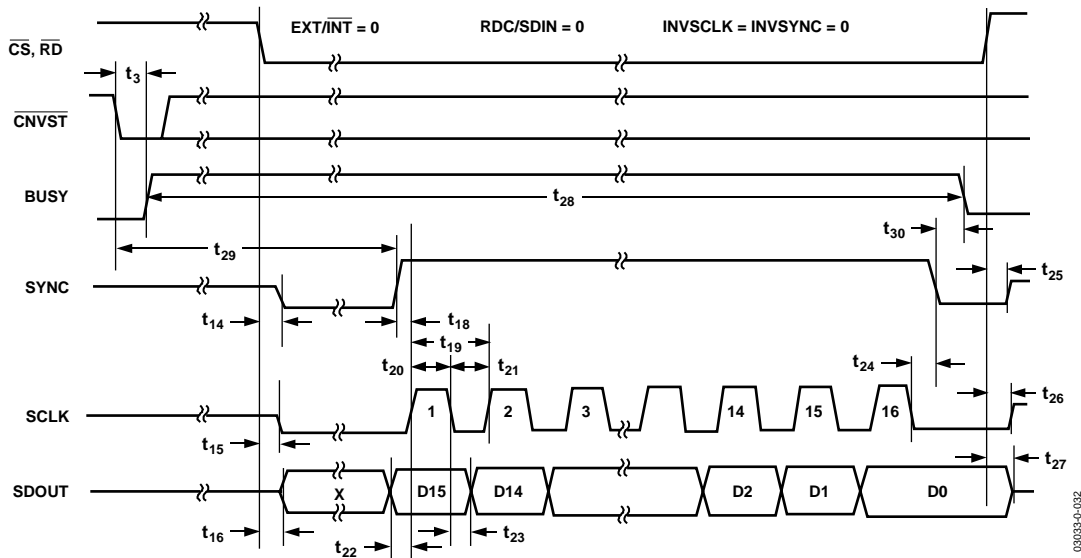 EXT/INT = 0 RDC/SDIN = 0 INVSCLK = INVSYNC = 0
CS, RD
t3
CNVST
BUSY
t28
t30
t29
t25
SYNC
t14
t18
t19
t20
t21
t24
t26
SCLK
1 2 3 14 15 16
t15
t27
SDOUT
X D15 D14 D2 D1 D0
t16
t22
t23
03033-0-032